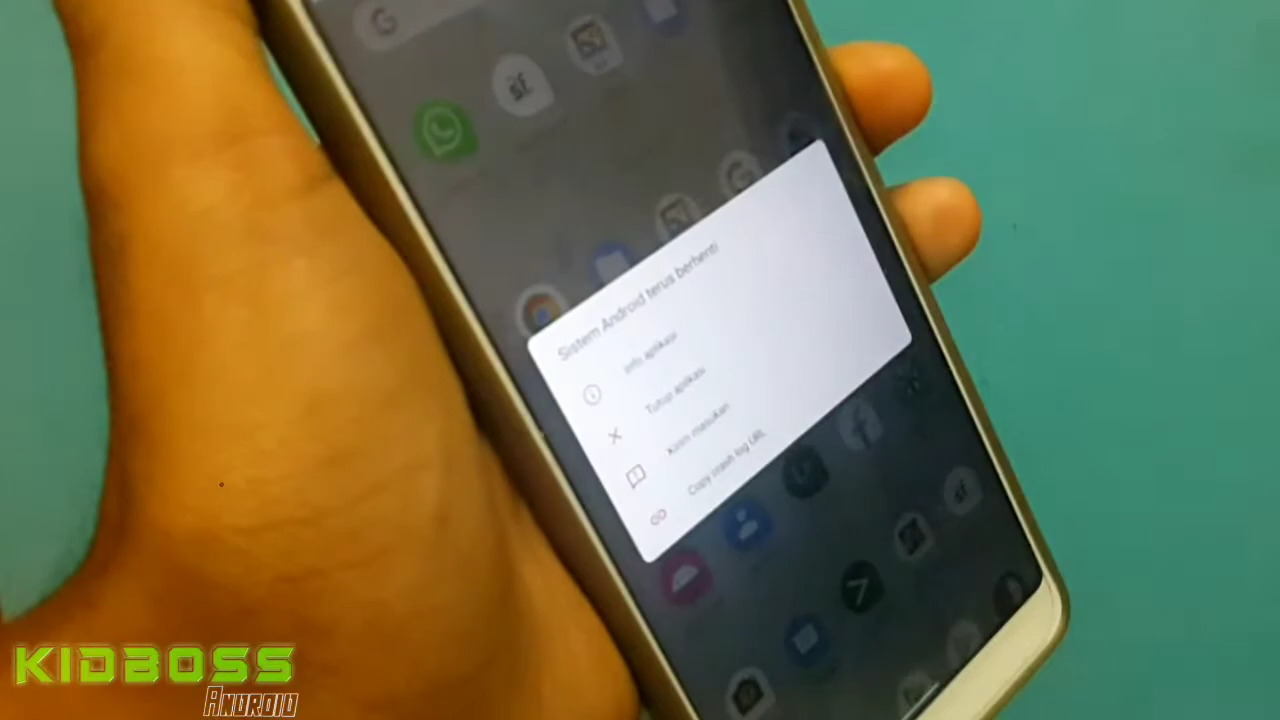 Sistem Android terus berhenti
Info aplikasi
Tutup aplikasi
Kirim masukan
Copy crash log URL
KIDBOSS
ANDROID